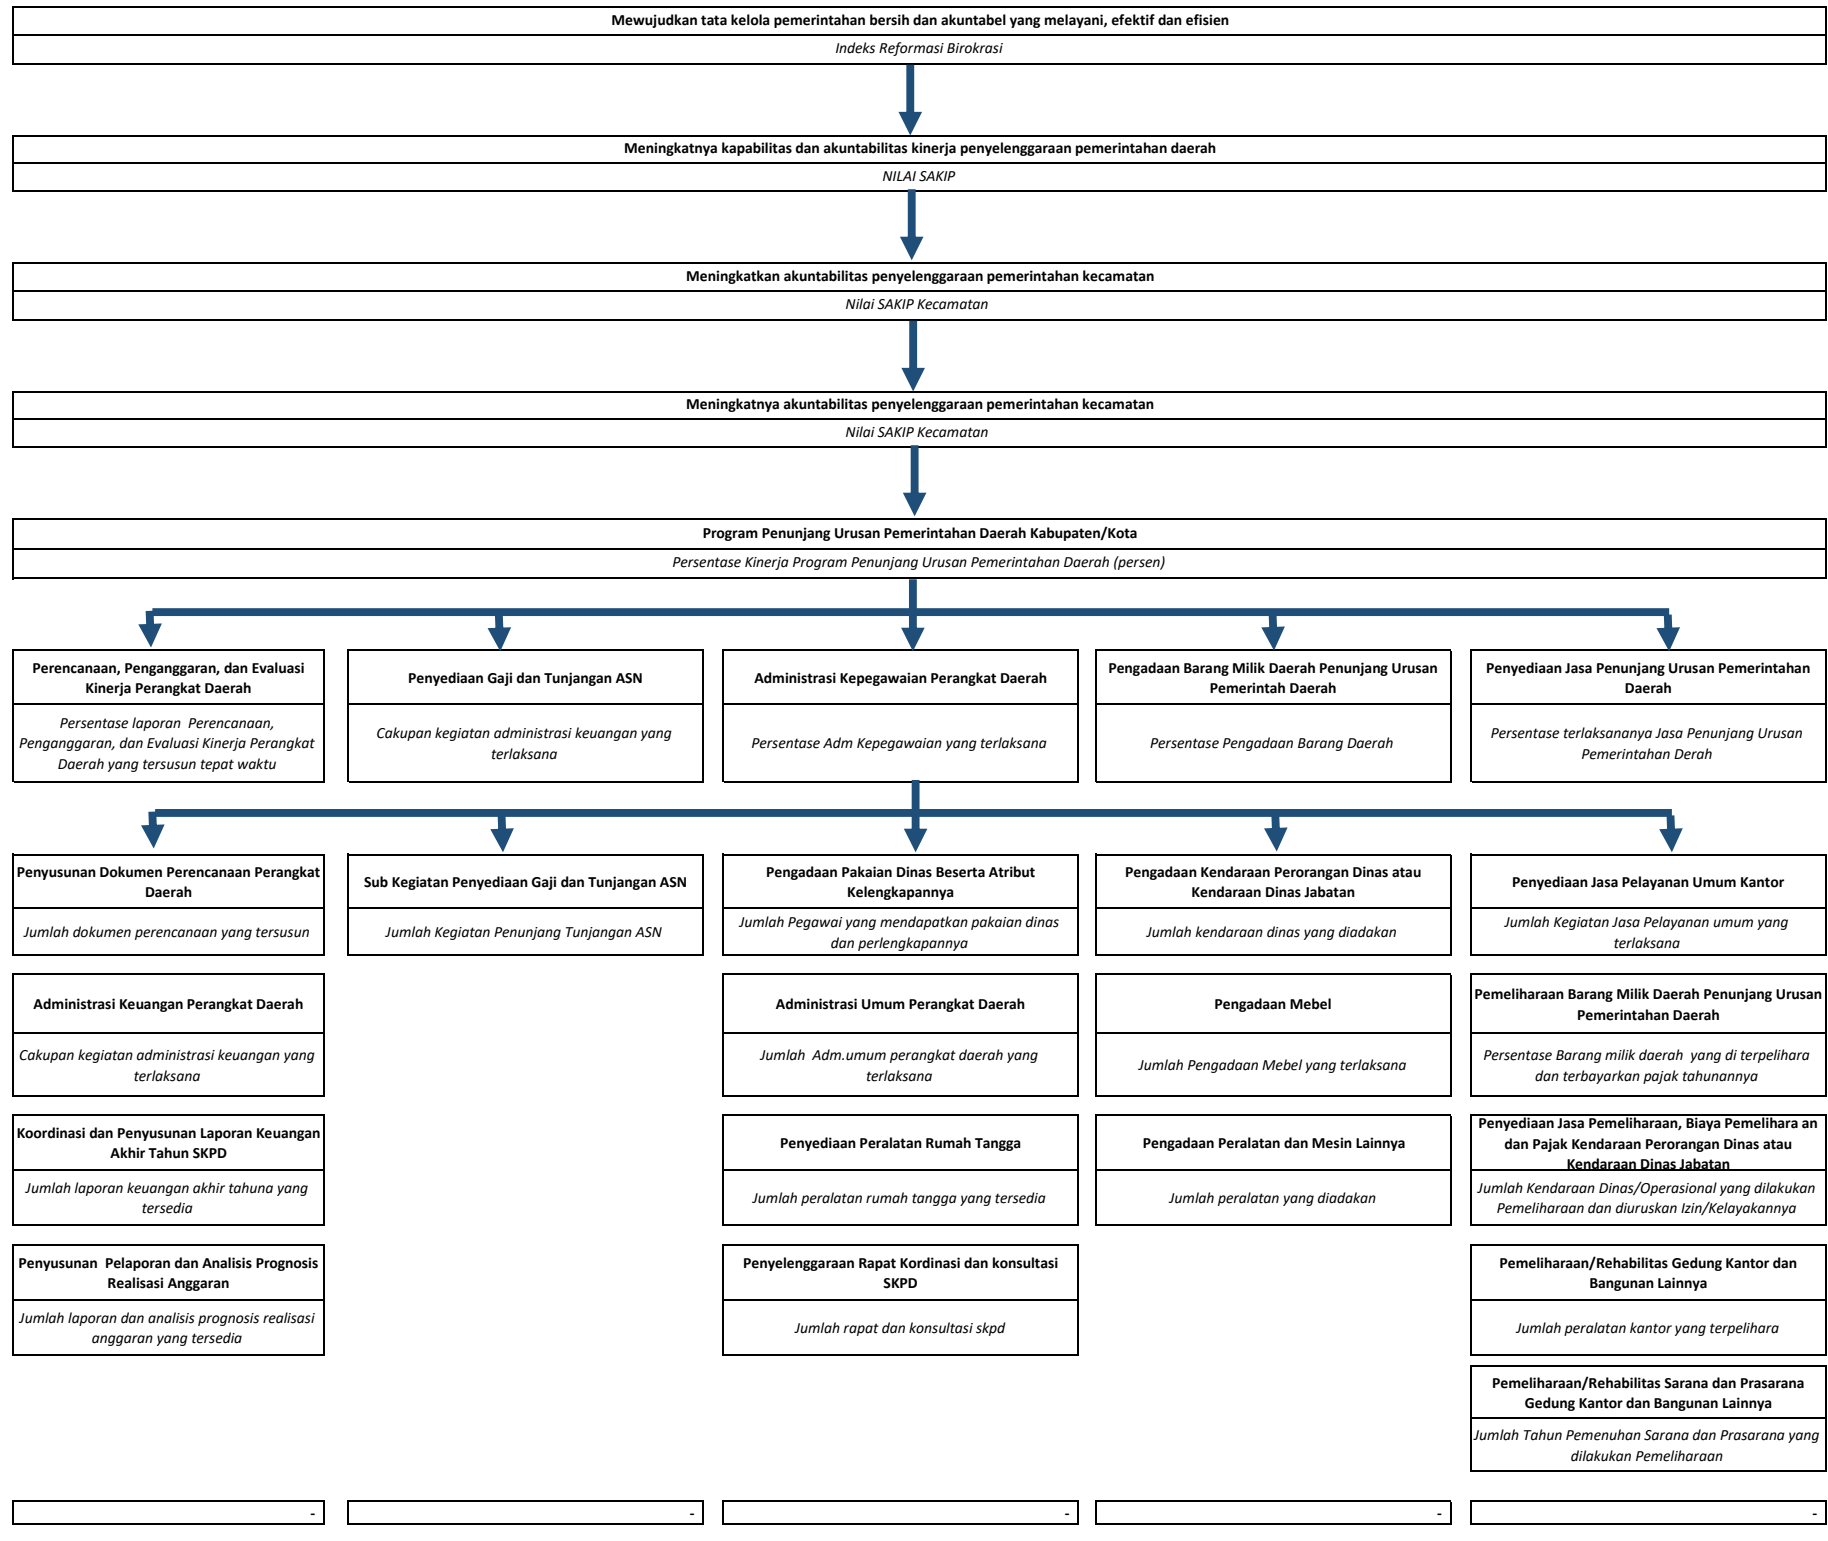 Mewujudkan tata kelola pemerintahan bersih dan akuntabel yang melayani, efektif dan efisien
Indeks Reformasi Birokrasi
Meningkatnya kapabilitas dan akuntabilitas kinerja penyelenggaraan pemerintahan daerah
NILAI SAKIP
Meningkatkan akuntabilitas penyelenggaraan pemerintahan kecamatan
Nilai SAKIP Kecamatan
Meningkatnya akuntabilitas penyelenggaraan pemerintahan kecamatan
Nilai SAKIP Kecamatan
Program Penunjang Urusan Pemerintahan Daerah Kabupaten/Kota
Persentase Kinerja Program Penunjang Urusan Pemerintahan Daerah (persen)
Perencanaan, Penganggaran, dan Evaluasi
Kinerja Perangkat Daerah
Persentase laporan  Perencanaan,
Penganggaran, dan Evaluasi Kinerja Perangkat
Daerah yang tersusun tepat waktu
Penyediaan Gaji dan Tunjangan ASN
Cakupan kegiatan administrasi keuangan yang
terlaksana
Administrasi Kepegawaian Perangkat Daerah
Persentase Adm Kepegawaian yang terlaksana
Pengadaan Barang Milik Daerah Penunjang Urusan
Pemerintah Daerah
Persentase Pengadaan Barang Daerah
Penyediaan Jasa Penunjang Urusan Pemerintahan
Daerah
Persentase terlaksananya Jasa Penunjang Urusan
Pemerintahan Derah
Penyusunan Dokumen Perencanaan Perangkat
Daerah
Jumlah dokumen perencanaan yang tersusun
Sub Kegiatan Penyediaan Gaji dan Tunjangan ASN
Jumlah Kegiatan Penunjang Tunjangan ASN
Pengadaan Pakaian Dinas Beserta Atribut
Kelengkapannya
Jumlah Pegawai yang mendapatkan pakaian dinas
dan perlengkapannya
Pengadaan Kendaraan Perorangan Dinas atau
Kendaraan Dinas Jabatan
Jumlah kendaraan dinas yang diadakan
Penyediaan Jasa Pelayanan Umum Kantor
Jumlah Kegiatan Jasa Pelayanan umum yang
terlaksana
Administrasi Keuangan Perangkat Daerah
Cakupan kegiatan administrasi keuangan yang
terlaksana
Administrasi Umum Perangkat Daerah
Jumlah  Adm.umum perangkat daerah yang
terlaksana
Pengadaan Mebel
Jumlah Pengadaan Mebel yang terlaksana
Pemeliharaan Barang Milik Daerah Penunjang Urusan
Pemerintahan Daerah
Persentase Barang milik daerah  yang di terpelihara
dan terbayarkan pajak tahunannya
Koordinasi dan Penyusunan Laporan Keuangan
Akhir Tahun SKPD
Jumlah laporan keuangan akhir tahuna yang
tersedia
Penyediaan Peralatan Rumah Tangga
Jumlah peralatan rumah tangga yang tersedia
Pengadaan Peralatan dan Mesin Lainnya
Jumlah peralatan yang diadakan
Penyediaan Jasa Pemeliharaan, Biaya Pemelihara an
dan Pajak Kendaraan Perorangan Dinas atau
Kendaraan Dinas Jabatan
Jumlah Kendaraan Dinas/Operasional yang dilakukan
Pemeliharaan dan diuruskan Izin/Kelayakannya
Penyusunan  Pelaporan dan Analisis Prognosis
Realisasi Anggaran
Jumlah laporan dan analisis prognosis realisasi
anggaran yang tersedia
Penyelenggaraan Rapat Kordinasi dan konsultasi
SKPD
Jumlah rapat dan konsultasi skpd
Pemeliharaan/Rehabilitas Gedung Kantor dan
Bangunan Lainnya
Jumlah peralatan kantor yang terpelihara
Pemeliharaan/Rehabilitas Sarana dan Prasarana
Gedung Kantor dan Bangunan Lainnya
Jumlah Tahun Pemenuhan Sarana dan Prasarana yang
dilakukan Pemeliharaan
-
-
-
-
-